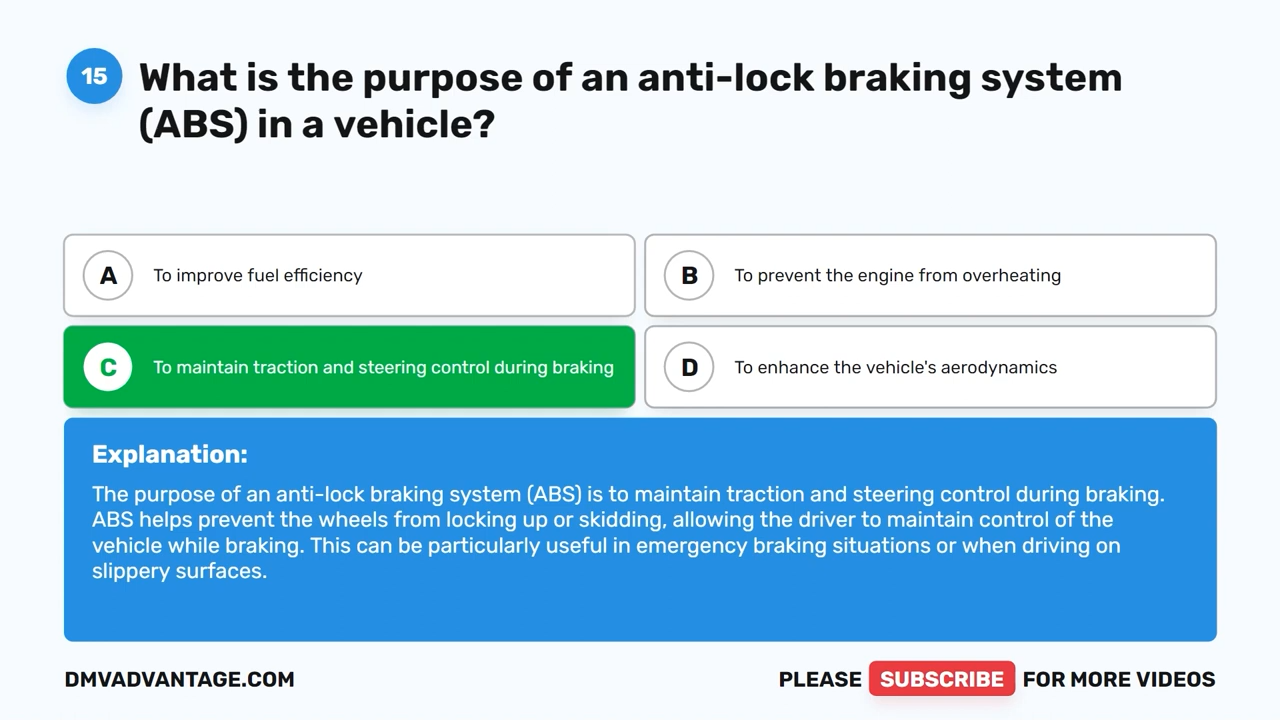 15
What is the purpose of an anti-lock braking system
(ABS) in a vehicle?
A To improve fuel efficiency
B To prevent the engine from overheating
C To maintain traction and steering control during braking
D To enhance the vehicle's aerodynamics
Explanation:
The purpose of an anti-lock braking system (ABS) is to maintain traction and steering control during braking.
ABS helps prevent the wheels from locking up or skidding, allowing the driver to maintain control of the
vehicle while braking. This can be particularly useful in emergency braking situations or when driving on
slippery surfaces.
DMVADVANTAGE.COM
PLEASE SUBSCRIBE FOR MORE VIDEOS